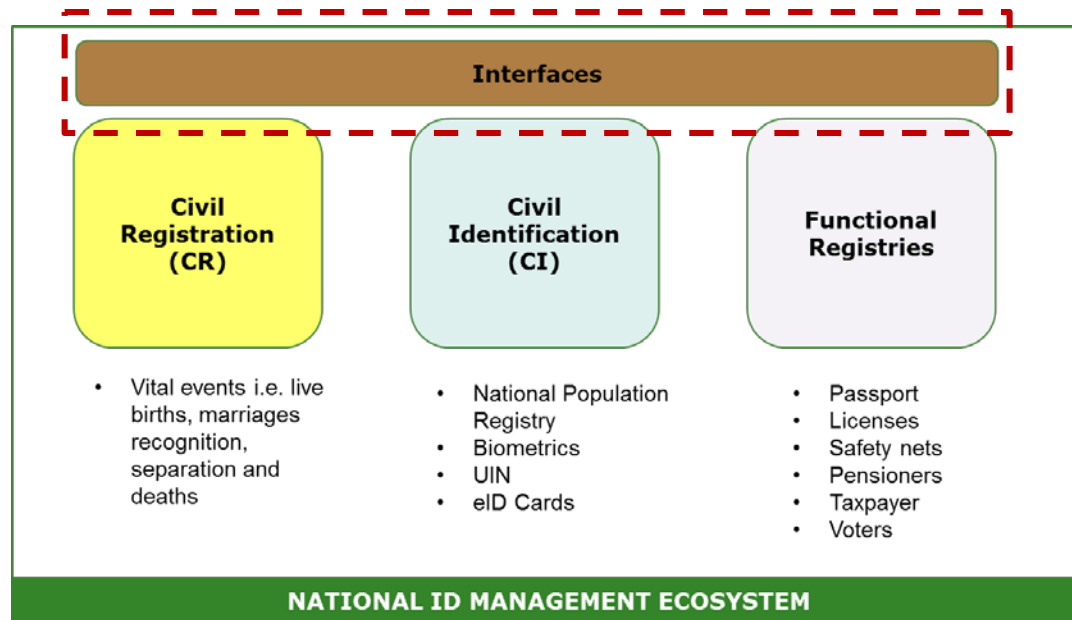 Interfaces
Civil
Registration
(CR)
Civil
Identification
(CI)
Functional
Registries
• Vital events i.e. live
births, marriages
recognition,
separation and
deaths
• National Population
Registry
• Biometrics
• UIN
• eID Cards
• Passport
• Licenses
• Safety nets
• Pensioners
• Taxpayer
• Voters
NATIONAL ID MANAGEMENT ECOSYSTEM